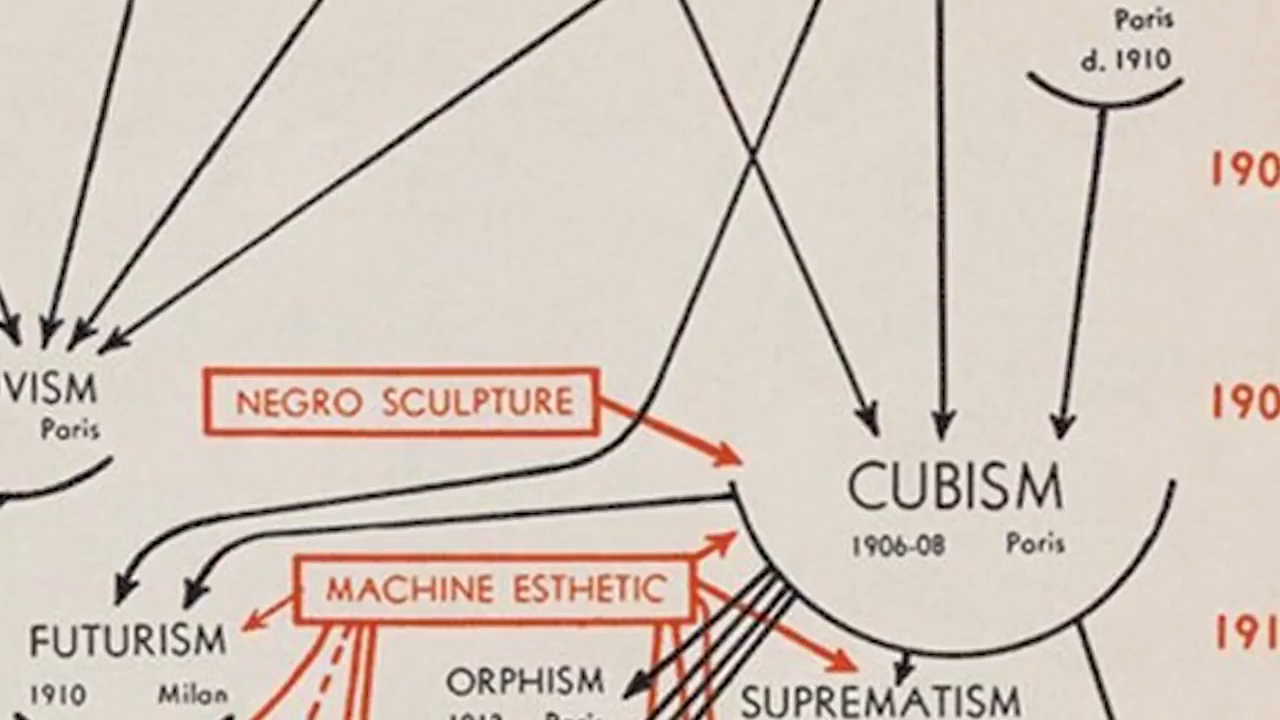 Paris
d. 1910
190
VISM
Paris
NEGRO SCULPTURE
190
CUBISM
1906-08 Paris
MACHINE ESTHETIC
FUTURISM
1910 Milan
191
ORPHISM
SUPREMATISM